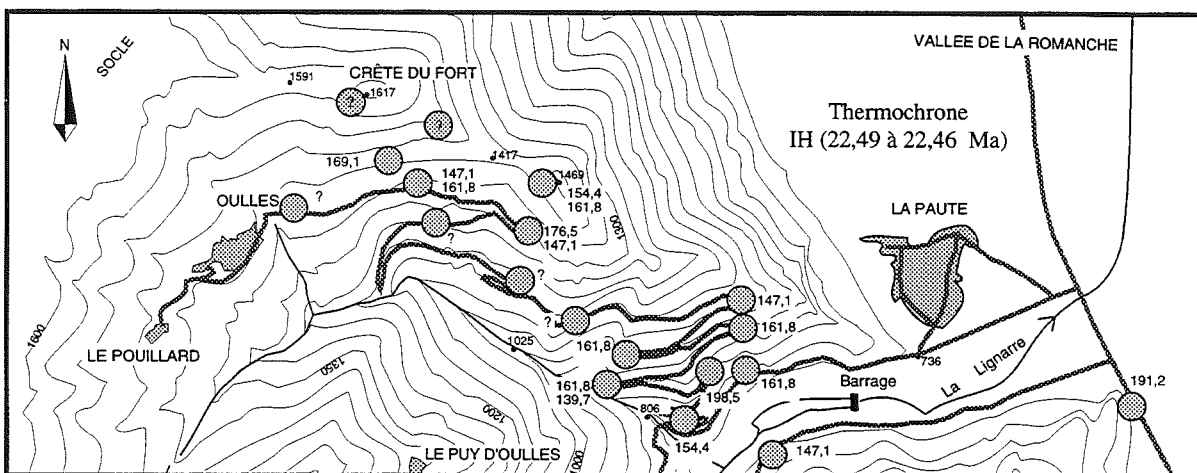 N
SOCLE
1591
CRÊTE DU FORT
1617
?
?
VALLEE DE LA ROMANCHE
Thermochrone
IH (22,49 à 22,46 Ma)
169,1
1417
147,1
161,8
1469
154,4
161,8
OULLES
?
LA PAUTE
?
176,5
147,1
1300
?
1600
LE POUILLARD
?
147,1
161,8
1025
161,8
1350
736
161,8
139,7
198,5
161,8
Barrage
La Lignarre
191,2
1200
806
154,4
LE PUY D'OULLES
1000
147,1